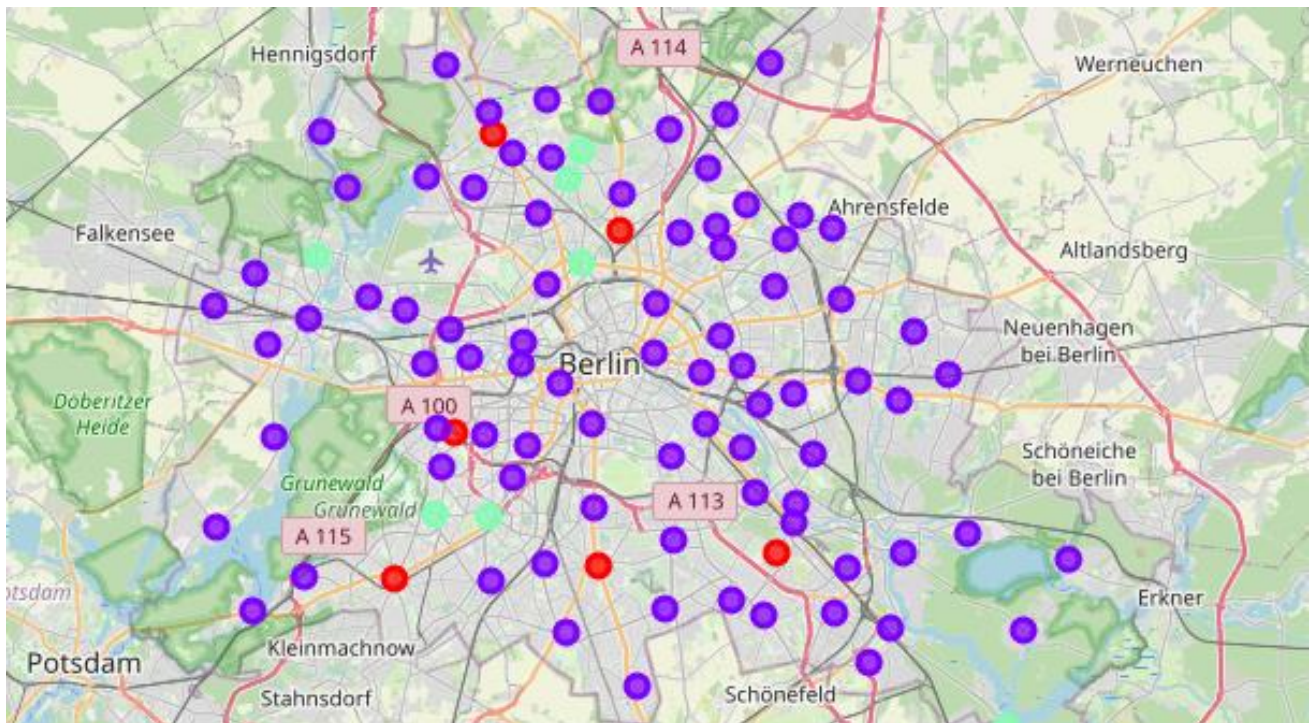 A 114
Hennigsdorf
Werneuchen
Ahrensfelde
Falkensee
Altlandsberg
Neuenhagen
bei Berlin
Berlin
Döberitzer
Heide
A 100
Schöneiche
bei Berlin
Grunewald
Grunewald
A 113
A 115
Erkner
Kleinmachnow
Potsdam
Stahnsdorf
Schönefeld